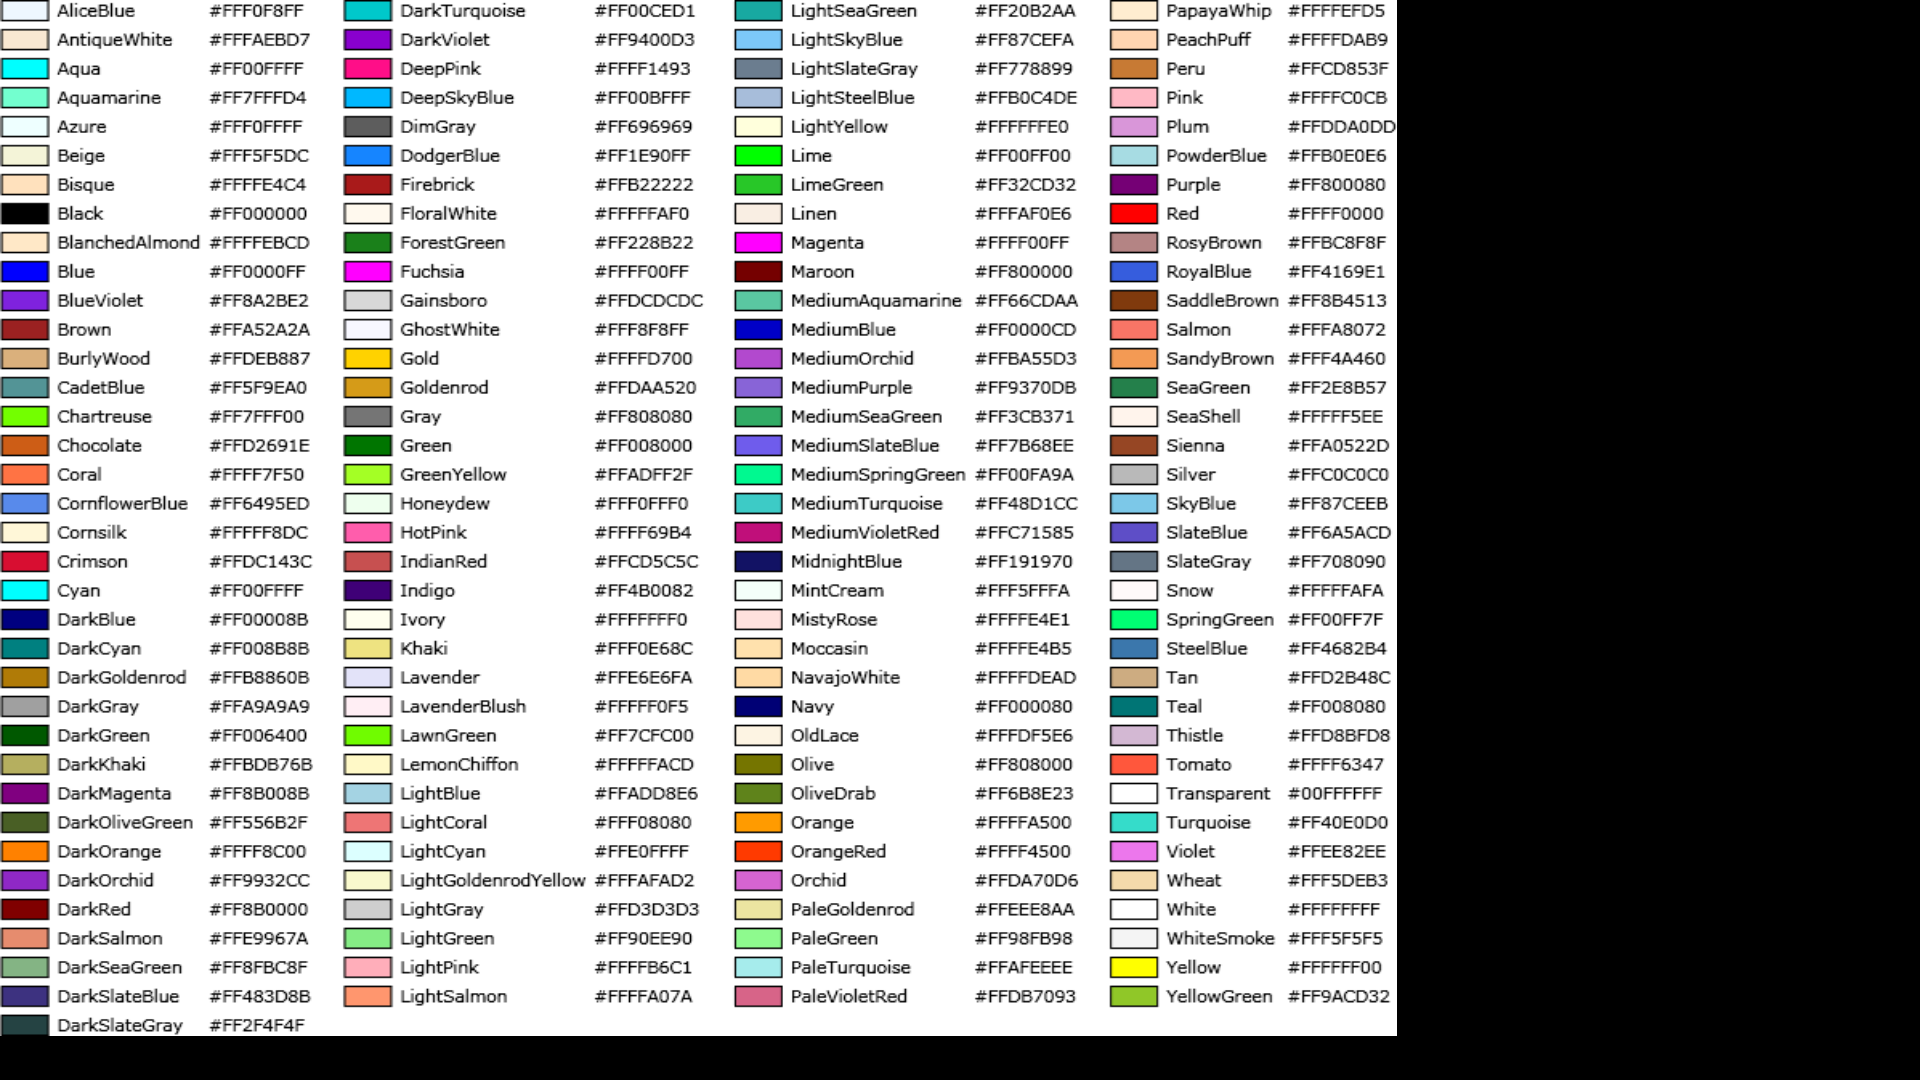 AliceBlue #FFF0F8FF DarkTurquoise #FF00CED1 LightSeaGreen #FF20B2AA PapayaWhip #FFFFEFD5
AntiqueWhite #FFFAEBD7 DarkViolet #FF9400D3 LightSkyBlue #FF87CEFA PeachPuff #FFFFDAB9
Aqua #FF00FFFF DeepPink #FFFF1493 LightSlateGray #FF778899 Peru #FFCD853F
Aquamarine #FF7FFFD4 DeepSkyBlue #FF00BFFF LightSteelBlue #FFB0C4DE Pink #FFFFC0CB
Azure #FFF0FFFF DimGray #FF696969 LightYellow #FFFFFFE0 Plum #FFDDA0DD
Beige #FFF5F5DC DodgerBlue #FF1E90FF Lime #FF00FF00 PowderBlue #FFB0E0E6
Bisque #FFFFE4C4 Firebrick #FFB22222 LimeGreen #FF32CD32 Purple #FF800080
Black #FF000000 FloralWhite #FFFFFAF0 Linen #FFFAF0E6 Red #FFFF0000
BlanchedAlmond #FFFFEBCD ForestGreen #FF228B22 Magenta #FFFF00FF RosyBrown #FFBC8F8F
Blue #FF0000FF Fuchsia #FFFF00FF Maroon #FF800000 RoyalBlue #FF4169E1
BlueViolet #FF8A2BE2 Gainsboro #FFDCDCDC MediumAquamarine #FF66CDAA SaddleBrown #FF8B4513
Brown #FFA52A2A GhostWhite #FFF8F8FF MediumBlue #FF0000CD Salmon #FFFA8072
BurlyWood #FFDEB887 Gold #FFFFD700 MediumOrchid #FFBA55D3 SandyBrown #FFF4A460
CadetBlue #FF5F9EA0 Goldenrod #FFDAA520 MediumPurple #FF9370DB SeaGreen #FF2E8B57
Chartreuse #FF7FFF00 Gray #FF808080 MediumSeaGreen #FF3CB371 SeaShell #FFFFF5EE
Chocolate #FFD2691E Green #FF008000 MediumSlateBlue #FF7B68EE Sienna #FFA0522D
Coral #FFFF7F50 GreenYellow #FFADFF2F MediumSpringGreen #FF00FA9A Silver #FFC0C0C0
CornflowerBlue #FF6495ED Honeydew #FFF0FFF0 MediumTurquoise #FF48D1CC SkyBlue #FF87CEEB
Cornsilk #FFFFF8DC HotPink #FFFF69B4 MediumVioletRed #FFC71585 SlateBlue #FF6A5ACD
Crimson #FFDC143C IndianRed #FFCD5C5C MidnightBlue #FF191970 SlateGray #FF708090
Cyan #FF00FFFF Indigo #FF4B0082 MintCream #FFF5FFFA Snow #FFFFFAFA
DarkBlue #FF00008B Ivory #FFFFFFF0 MistyRose #FFFFE4E1 SpringGreen #FF00FF7F
DarkCyan #FF008B8B Khaki #FFF0E68C Moccasin #FFFFE4B5 SteelBlue #FF4682B4
DarkGoldenrod #FFB8860B Lavender #FFE6E6FA NavajoWhite #FFFFDEAD Tan #FFD2B48C
DarkGray #FFA9A9A9 LavenderBlush #FFFFF0F5 Navy #FF000080 Teal #FF008080
DarkGreen #FF006400 LawnGreen #FF7CFC00 OldLace #FFFDF5E6 Thistle #FFD8BFD8
DarkKhaki #FFBDB76B LemonChiffon #FFFFFACD Olive #FF808000 Tomato #FFFF6347
DarkMagenta #FF8B008B LightBlue #FFADD8E6 OliveDrab #FF6B8E23 Transparent #00FFFFFF
DarkOliveGreen #FF556B2F LightCoral #FFF08080 Orange #FFFFA500 Turquoise #FF40E0D0
DarkOrange #FFFF8C00 LightCyan #FFE0FFFF OrangeRed #FFFF4500 Violet #FFEE82EE
DarkOrchid #FF9932CC LightGoldenrodYellow #FFFAFAD2 Orchid #FFDA70D6 Wheat #FFF5DEB3
DarkRed #FF8B0000 LightGray #FFD3D3D3 PaleGoldenrod #FFEEE8AA White #FFFFFFFF
DarkSalmon #FFE9967A LightGreen #FF90EE90 PaleGreen #FF98FB98 WhiteSmoke #FFF5F5F5
DarkSeaGreen #FF8FBC8F LightPink #FFFFB6C1 PaleTurquoise #FFAFEEEE Yellow #FFFFFF00
DarkSlateBlue #FF483D8B LightSalmon #FFFFA07A PaleVioletRed #FFDB7093 YellowGreen #FF9ACD32
DarkSlateGray #FF2F4F4F